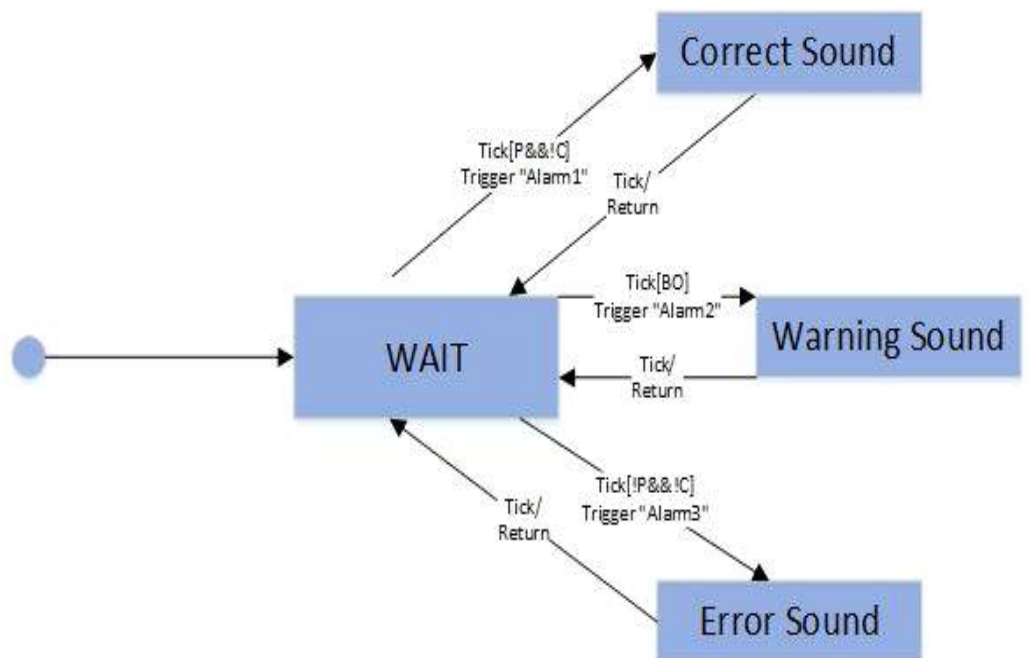 Correct Sound
Tick[P&&!C]
Trigger "Alarm1"
Tick/
Return
Tick[BO]
Trigger "Alarm2"
Warning Sound
WAIT
Tick/
Return
Tick[!P&&!C]
Trigger "Alarm3"
Tick/
Return
Error Sound